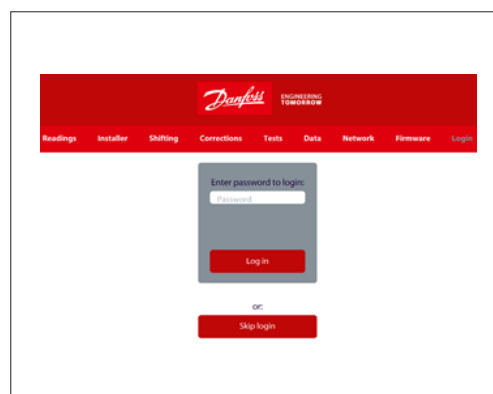 Danfoss
ENGINEERING
TOMORROW
Readings Installer Shifting Corrections Tests Data Network Firmware Login
Enter password to login:
Password
Log in
or:
Skip login